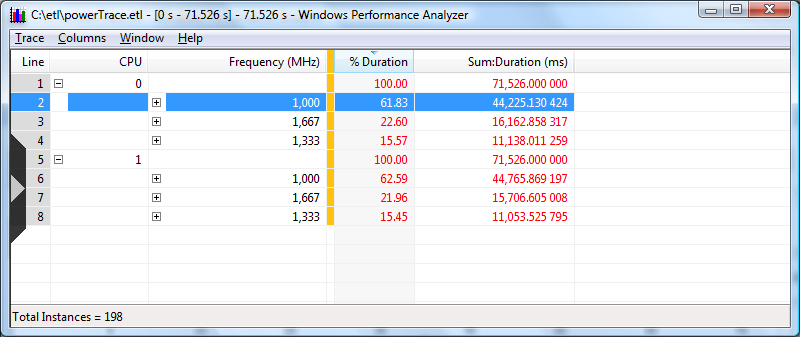 C:\etl\powerTrace.etl - [0 s - 71.526 s] - 71.526 s - Windows Performance Analyzer
Trace Columns Window Help
Line CPU Frequency (MHz) % Duration Sum:Duration (ms)
1 0 100.00 71,526.000 000
2 1,000 61.83 44,225.130 424
3 1,667 22.60 16,162.858 317
4 1,333 15.57 11,138.011 259
5 1 100.00 71,526.000 000
6 1,000 62.59 44,765.869 197
7 1,667 21.96 15,706.605 008
8 1,333 15.45 11,053.525 795
Total Instances = 198